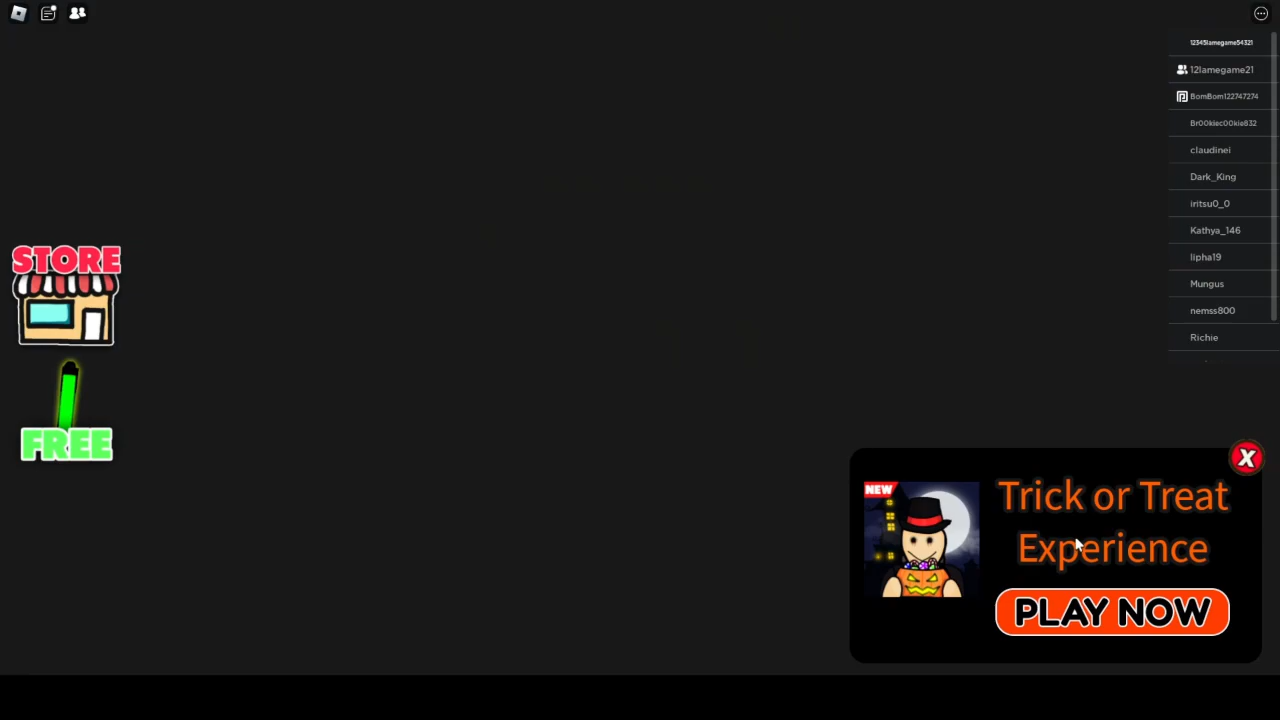 12345lamegame54321
12lamegame21
BomBom122747274
Br00kiec00kie832
claudinei
Dark_King
iritsu0_0
Kathya_146
lipha19
Mungus
nemss800
Richie
STORE
FREE
X
NEW
Trick or Treat
Experience
PLAY NOW